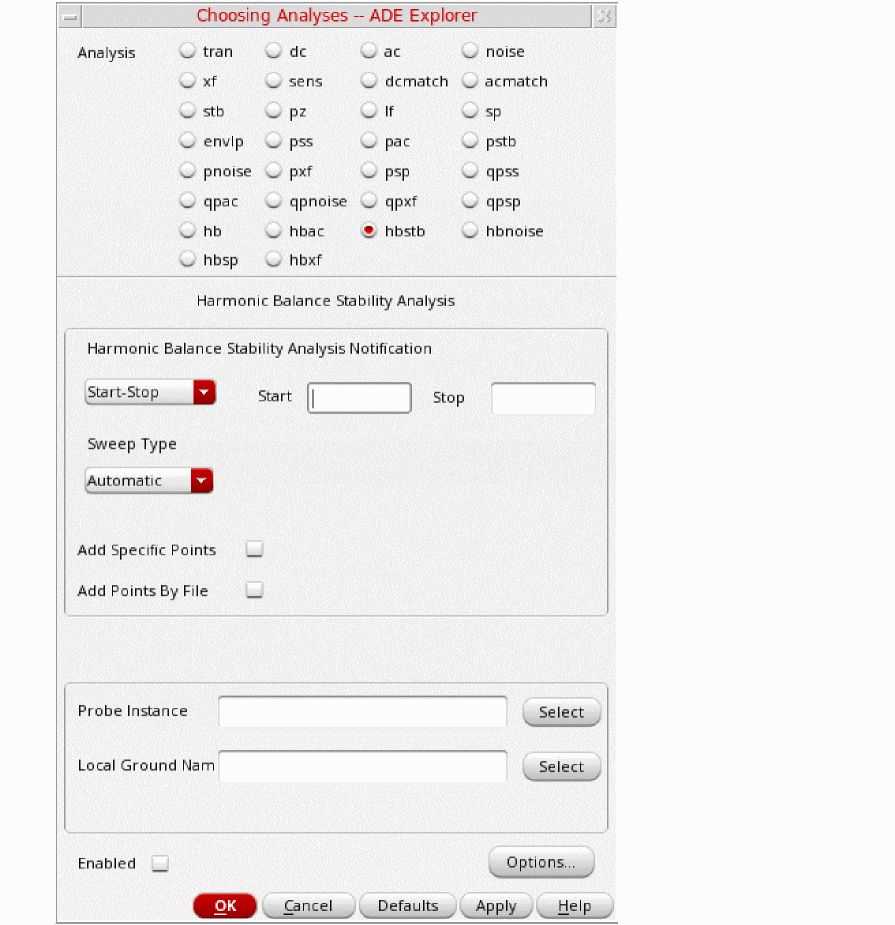 Choosing Analyses -- ADE Explorer
Analysis tran dc ac noise
xf sens dcmatch acmatch
stb pz lf sp
envlp pss pac pstb
pnoise pxf psp qpss
qpac qpnoise qpxf qpsp
hb hbac hbstb hbnoise
hbsp hbxf
Harmonic Balance Stability Analysis
Harmonic Balance Stability Analysis Notification
Start-Stop Start Stop
Sweep Type
Automatic
Add Specific Points
Add Points By File
Probe Instance Select
Local Ground Nam Select
Enabled Options...
OK Cancel Defaults Apply Help